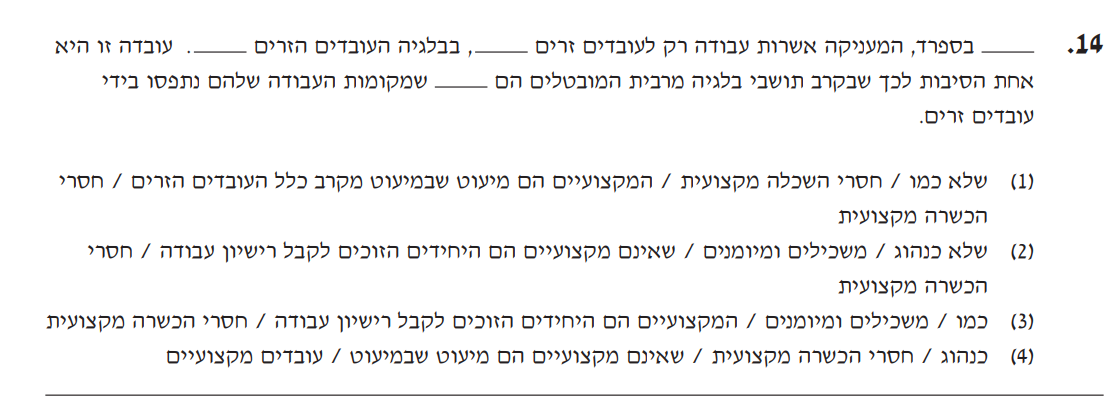 14. _____ בספרד, המעניקה אשרות עבודה רק לעובדים זרים _____, בבלגיה העובדים הזרים _____. עובדה זו היא
אחת הסיבות לכך שבקרב תושבי בלגיה מרבית המובטלים הם _____ שמקומות העבודה שלהם נתפסו בידי
עובדים זרים.
(1) שלא כמו / חסרי השכלה מקצועית / המקצועיים הם מיעוט שבמיעוט מקרב כלל העובדים הזרים / חסרי
הכשרה מקצועית
(2) שלא כנהוג / משכילים ומיומנים / שאינם מקצועיים הם היחידים הזוכים לקבל רישיון עבודה / חסרי
הכשרה מקצועית
(3) כמו / משכילים ומיומנים / המקצועיים הם היחידים הזוכים לקבל רישיון עבודה / חסרי הכשרה מקצועית
(4) כנהוג / חסרי הכשרה מקצועית / שאינם מקצועיים הם מיעוט שבמיעוט / עובדים מקצועיים